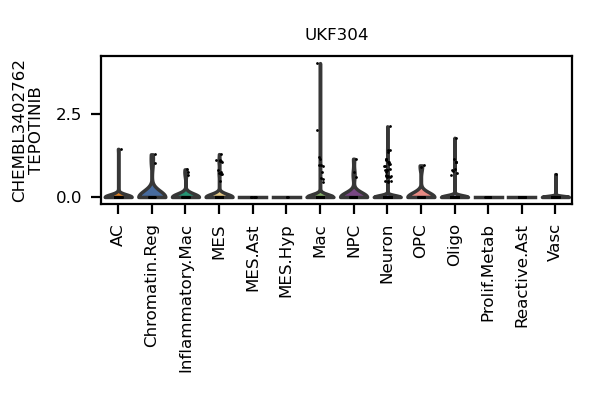 UKF304
CHEMBL3402762
TEPOTINIB
2.5
0.0
AC
Chromatin.Reg
Inflammatory.Mac
MES
MES.Ast
MES.Hyp
Mac
NPC
Neuron
OPC
Oligo
Prolif.Metab
Reactive.Ast
Vasc